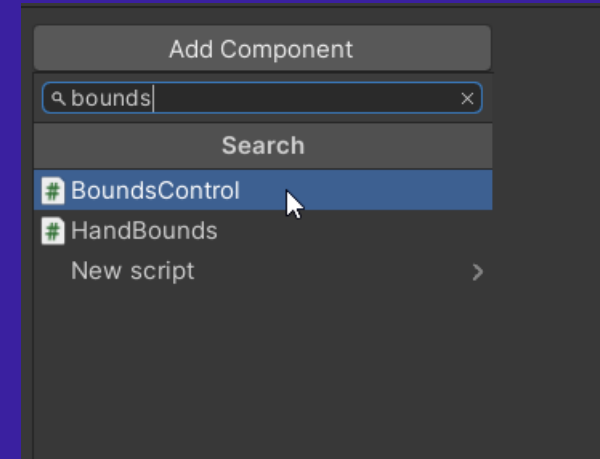 Add Component
bounds
Search
BoundsControl
HandBounds
New script